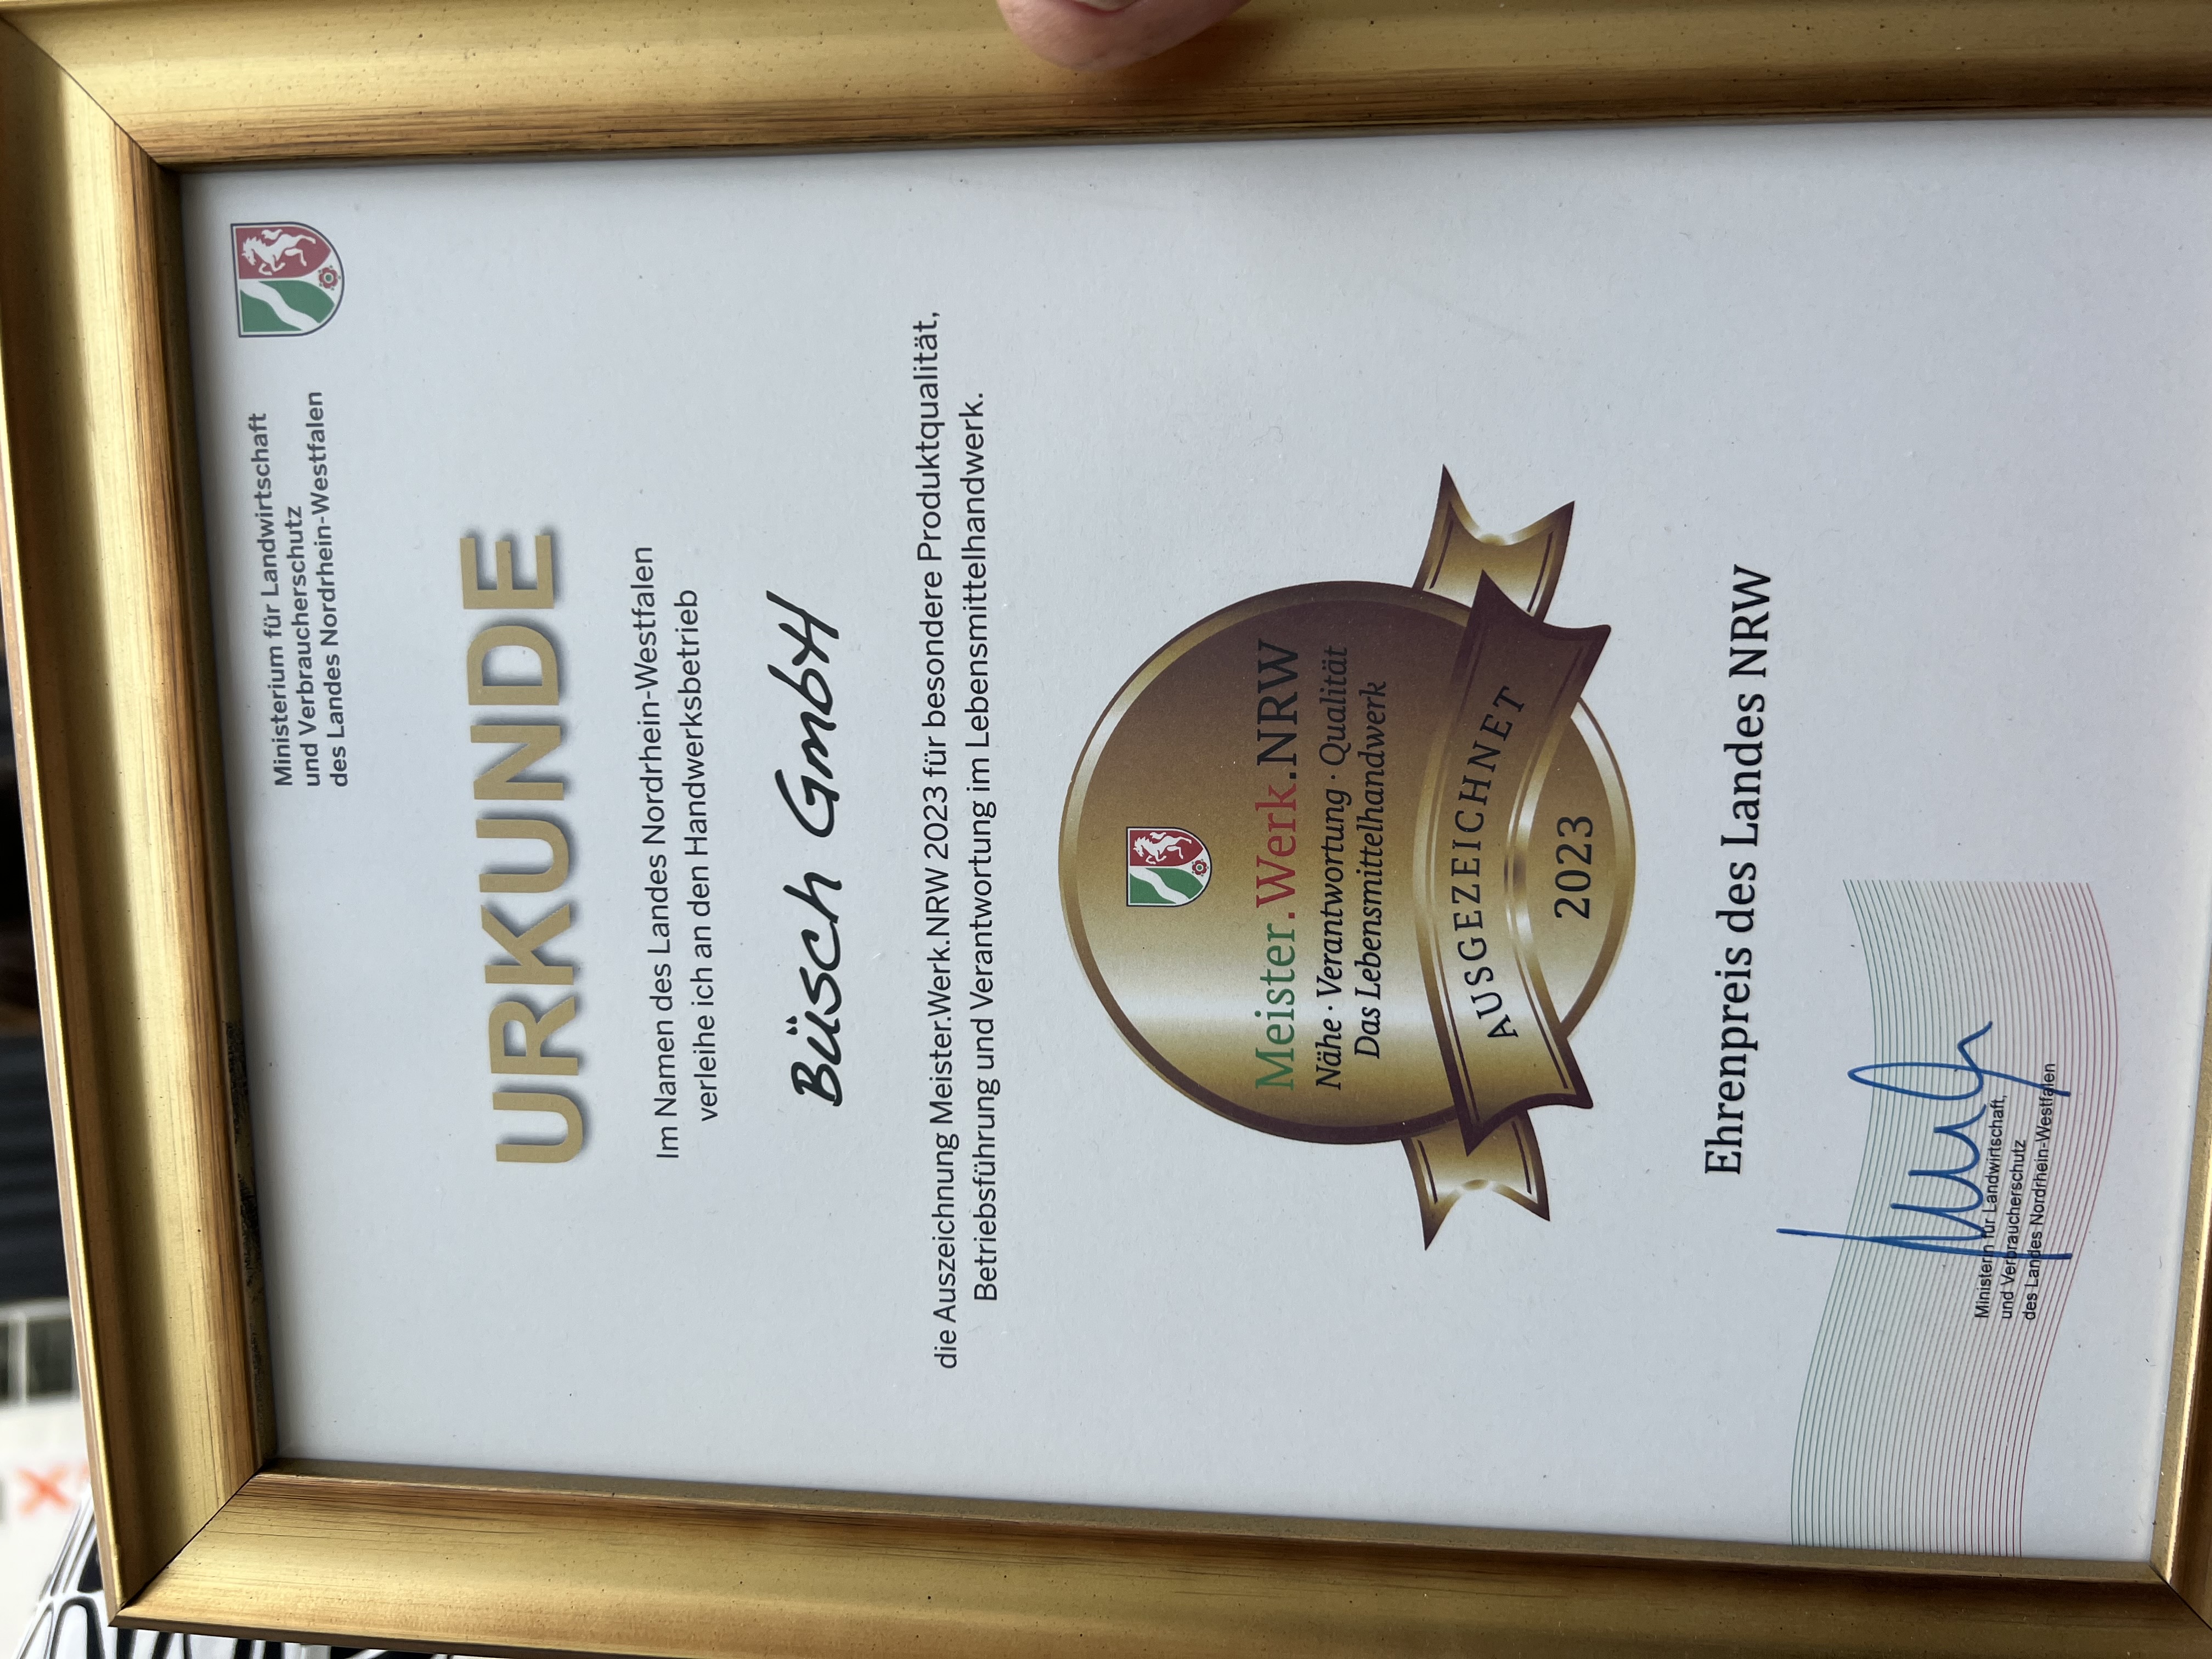 Ministerium für Landwirtschaft
und Verbraucherschutz
des Landes Nordrhein-Westfalen
URKUNDE
Im Namen des Landes Nordrhein-Westfalen
verleihe ich an den Handwerksbetrieb
Büsch GmbH
die Auszeichnung Meister.Werk.NRW 2023 für besondere Produktqualität,
Betriebsführung und Verantwortung im Lebensmittelhandwerk.
Meister.Werk.NRW
Nähe · Verantwortung · Qualität
Das Lebensmittelhandwerk
AUSGEZEICHNET
2023
Ehrenpreis des Landes NRW
Ministerin für Landwirtschaft,
und Verbraucherschutz
des Landes Nordrhein-Westfalen